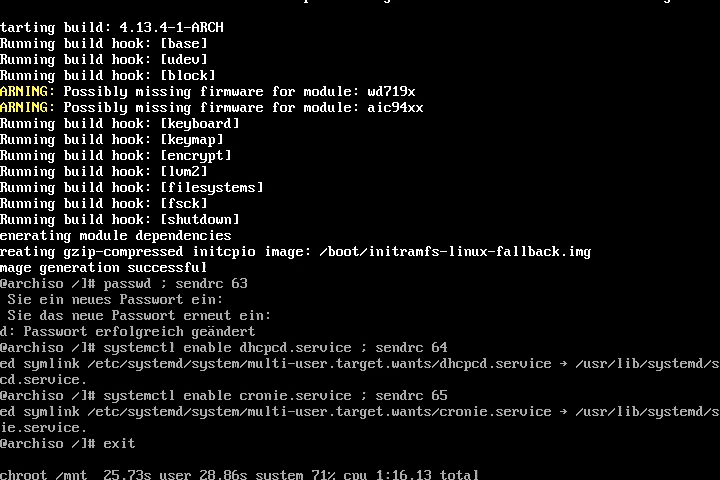 tarting build: 4.13.4-1-ARCH
Running build hook: [base]
Running build hook: [udev]
Running build hook: [block]
ARNING: Possibly missing firmware for module: wd719x
ARNING: Possibly missing firmware for module: aic94xx
Running build hook: [keyboard]
Running build hook: [keymap]
Running build hook: [encrypt]
Running build hook: [lvm2]
Running build hook: [filesystems]
Running build hook: [fsck]
Running build hook: [shutdown]
enerating module dependencies
reating gzip-compressed initcpio image: /boot/initramfs-linux-fallback.img
mage generation successful
@archiso /]# passwd ; sendrc 63
Sie ein neues Passwort ein:
Sie das neue Passwort erneut ein:
d: Passwort erfolgreich geändert
@archiso /]# systemctl enable dhcpcd.service ; sendrc 64
ed symlink /etc/systemd/system/multi-user.target.wants/dhcpcd.service → /usr/lib/systemd/s
cd.service.
@archiso /]# systemctl enable cronie.service ; sendrc 65
ed symlink /etc/systemd/system/multi-user.target.wants/cronie.service → /usr/lib/systemd/s
ie.service.
@archiso /]# exit
chroot /mnt 25.73s user 28.86s system 71% cpu 1:16.13 total